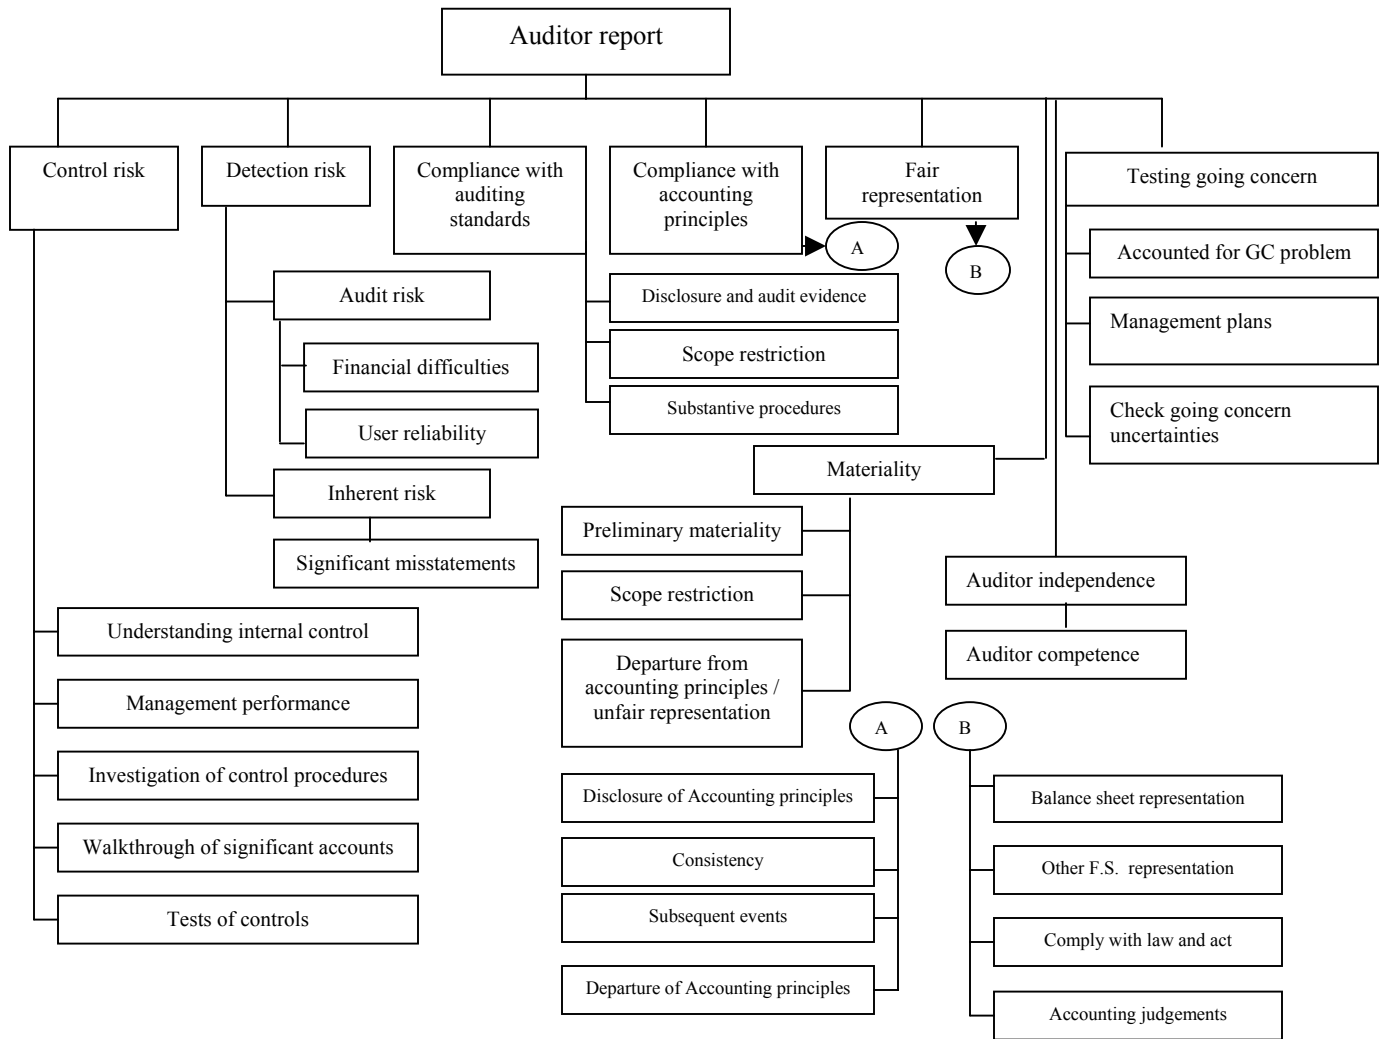 Auditor report
Control risk
Detection risk
Compliance with
auditing
standards
Compliance with
accounting
principles
Fair
representation
Testing going concern
A
B
Accounted for GC problem
Management plans
Check going concern
uncertainties
Audit risk
Financial difficulties
User reliability
Inherent risk
Significant misstatements
Disclosure and audit evidence
Scope restriction
Substantive procedures
Materiality
Preliminary materiality
Scope restriction
Departure from
accounting principles /
unfair representation
Auditor independence
Auditor competence
Understanding internal control
Management performance
Investigation of control procedures
Walkthrough of significant accounts
Tests of controls
A
B
Disclosure of Accounting principles
Consistency
Subsequent events
Departure of Accounting principles
Balance sheet representation
Other F.S. representation
Comply with law and act
Accounting judgements